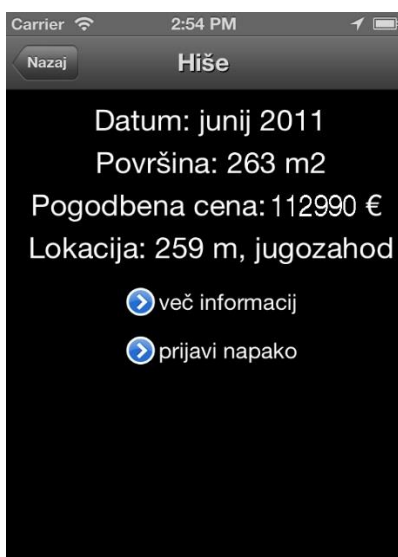 Carrier 2:54 PM
Nazaj Hiše
Datum: junij 2011
Površina: 263 m2
Pogodbena cena: 112990 €
Lokacija: 259 m, jugozahod
več informacij
prijavi napako